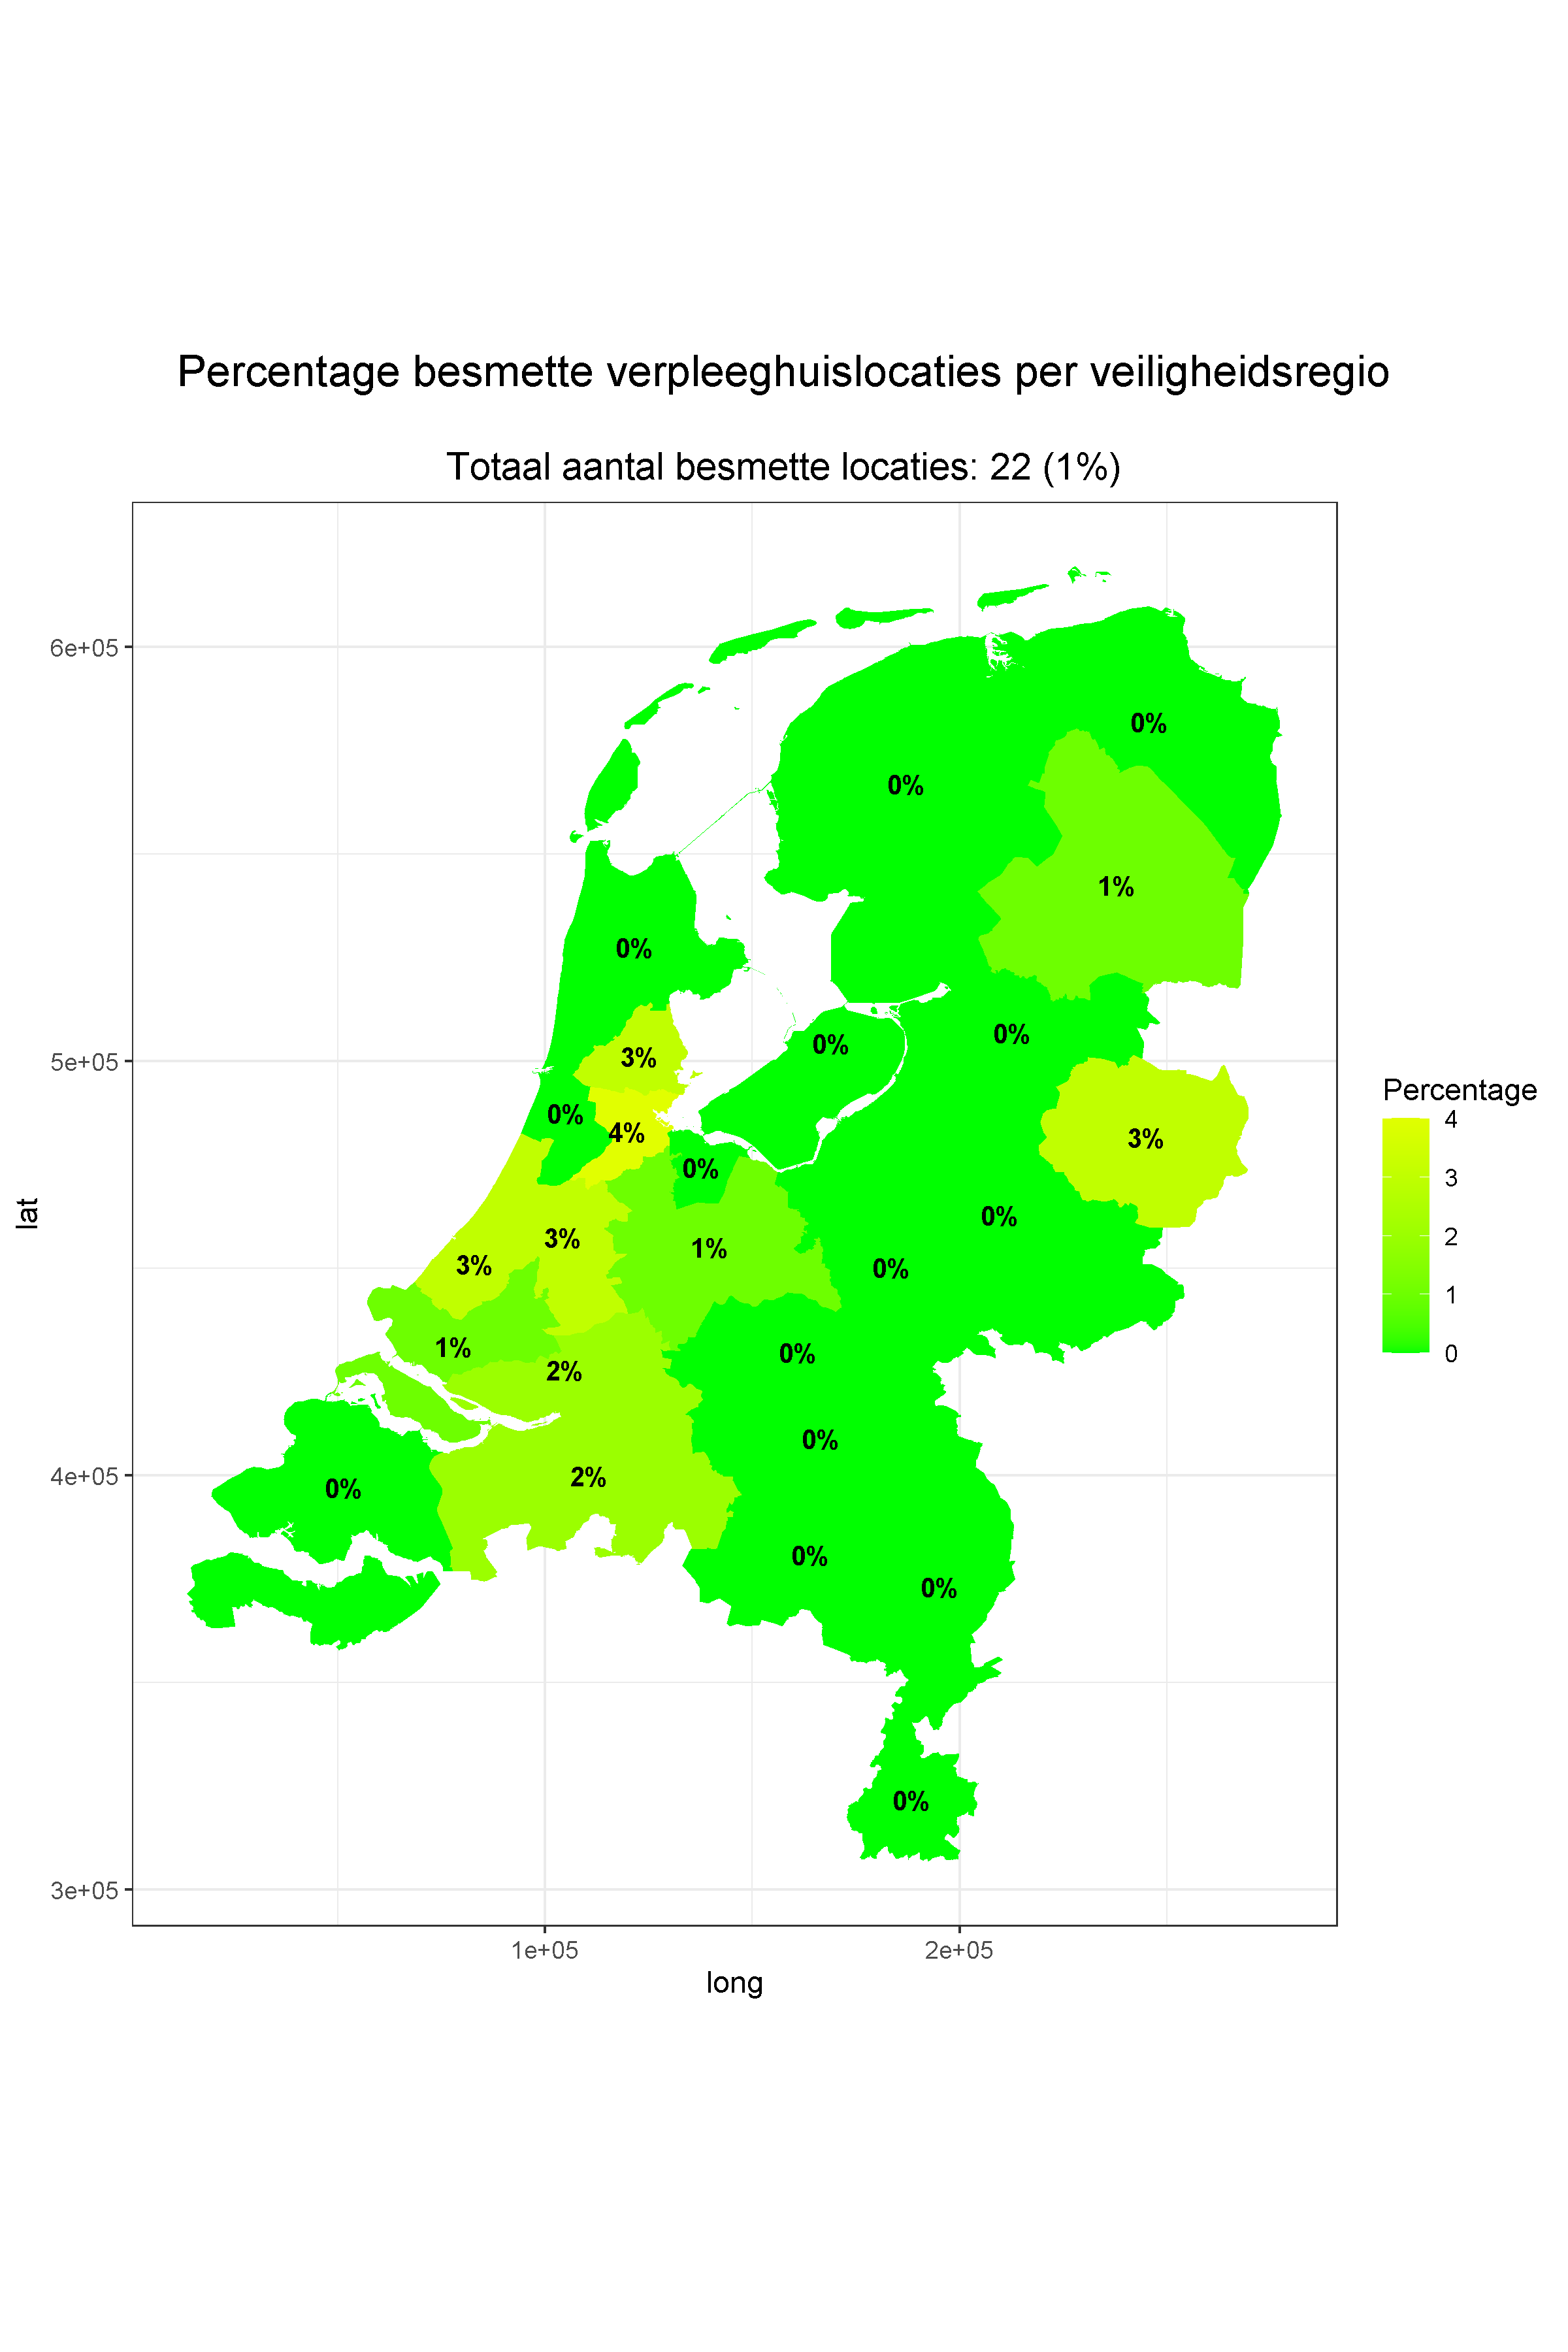 Percentage besmette verpleeghuislocaties per veiligheidsregio
Totaal aantal besmette locaties: 22 (1%)
6e+05
0%
0%
1%
0%
0%
0%
5e+05
3%
Percentage
0%
4%
3%
4
0%
3
0%
3%
1%
2
lat
3%
0%
1
1%
0%
0
2%
0%
4e+05
2%
0%
0%
0%
0%
3e+05
1e+05
2e+05
long